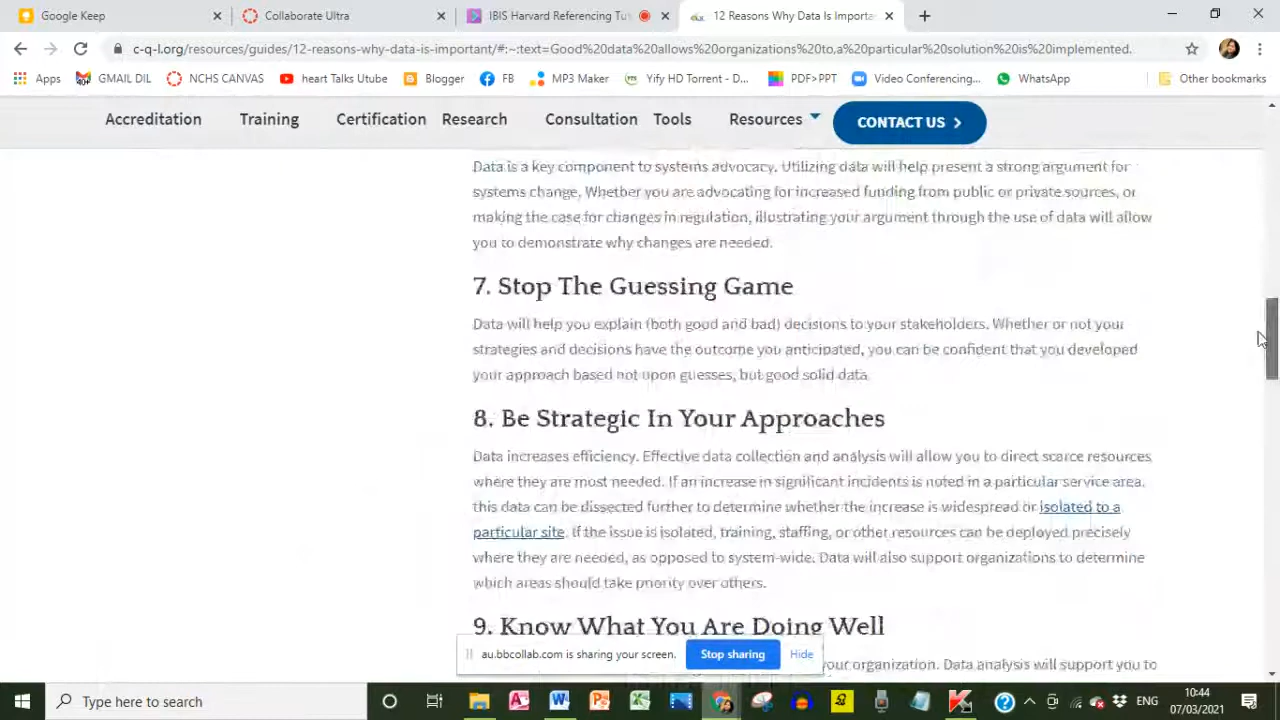 Google Keep
Collaborate Ultra
IBIS Harvard Referencing Tu
12 Reasons Why Data Is Importa
c-q-l.org/resources/guides/12-reasons-why-data-is-important/#:~:text=Good%20data%20allows%20organizations%20to,a%20particular%20solution%20is%20implemented.
Apps
GMAIL DIL
NCHS CANVAS
heart Talks Utube
Blogger
FB
MP3 Maker
Yify HD Torrent - D...
PDF>PPT
Video Conferencing...
WhatsApp
Other bookmarks
Accreditation
Training
Certification
Research
Consultation
Tools
Resources
CONTACT US
Data is a key component to systems advocacy. Utilizing data will help present a strong argument for
systems change. Whether you are advocating for increased funding from public or private sources, or
making the case for changes in regulation, illustrating your argument through the use of data will allow
you to demonstrate why changes are needed.
7. Stop The Guessing Game
Data will help you explain (both good and bad) decisions to your stakeholders. Whether or not your
strategies and decisions have the outcome you anticipated, you can be confident that you developed
your approach based not upon guesses, but good solid data.
8. Be Strategic In Your Approaches
Data increases efficiency. Effective data collection and analysis will allow you to direct scarce resources
where they are most needed. If an increase in significant incidents is noted in a particular service area,
this data can be dissected further to determine whether the increase is widespread or isolated to a
particular site. If the issue is isolated, training, staffing, or other resources can be deployed precisely
where they are needed, as opposed to system-wide. Data will also support organizations to determine
which areas should take priority over others.
9. Know What You Are Doing Well
your organization. Data analysis will support you to
au.bbcollab.com is sharing your screen.
Stop sharing
Hide
Type here to search
ENG
10:44
07/03/2021